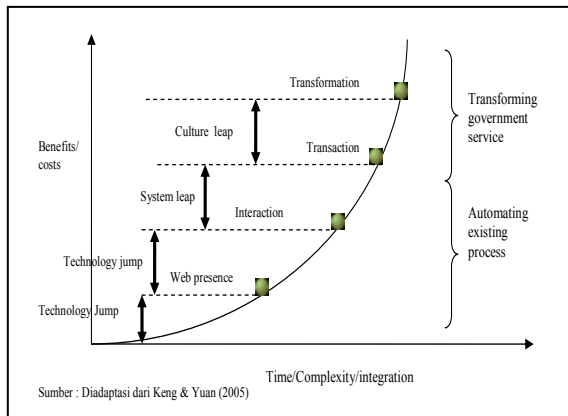 Transformation
Transforming
government
service
Benefits/
costs
Culture leap
Transaction
System leap
Interaction
Automating
existing
process
Technology jump
Web presence
Technology Jump
Time/Complexity/integration
Sumber : Diadaptasi dari Keng & Yuan (2005)